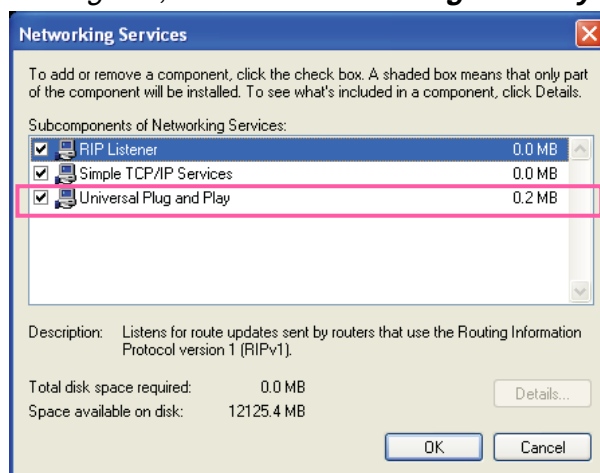 Networking Services
To add or remove a component, click the check box. A shaded box means that only part
of the component will be installed. To see what's included in a component, click Details.
Subcomponents of Networking Services:
RIP Listener 0.0 MB
Simple TCP/IP Services 0.0 MB
Universal Plug and Play 0.2 MB
Description: Listens for route updates sent by routers that use the Routing Information
Protocol version 1 (RIPv1).
Total disk space required: 0.0 MB
Details...
Space available on disk: 12125.4 MB
OK Cancel